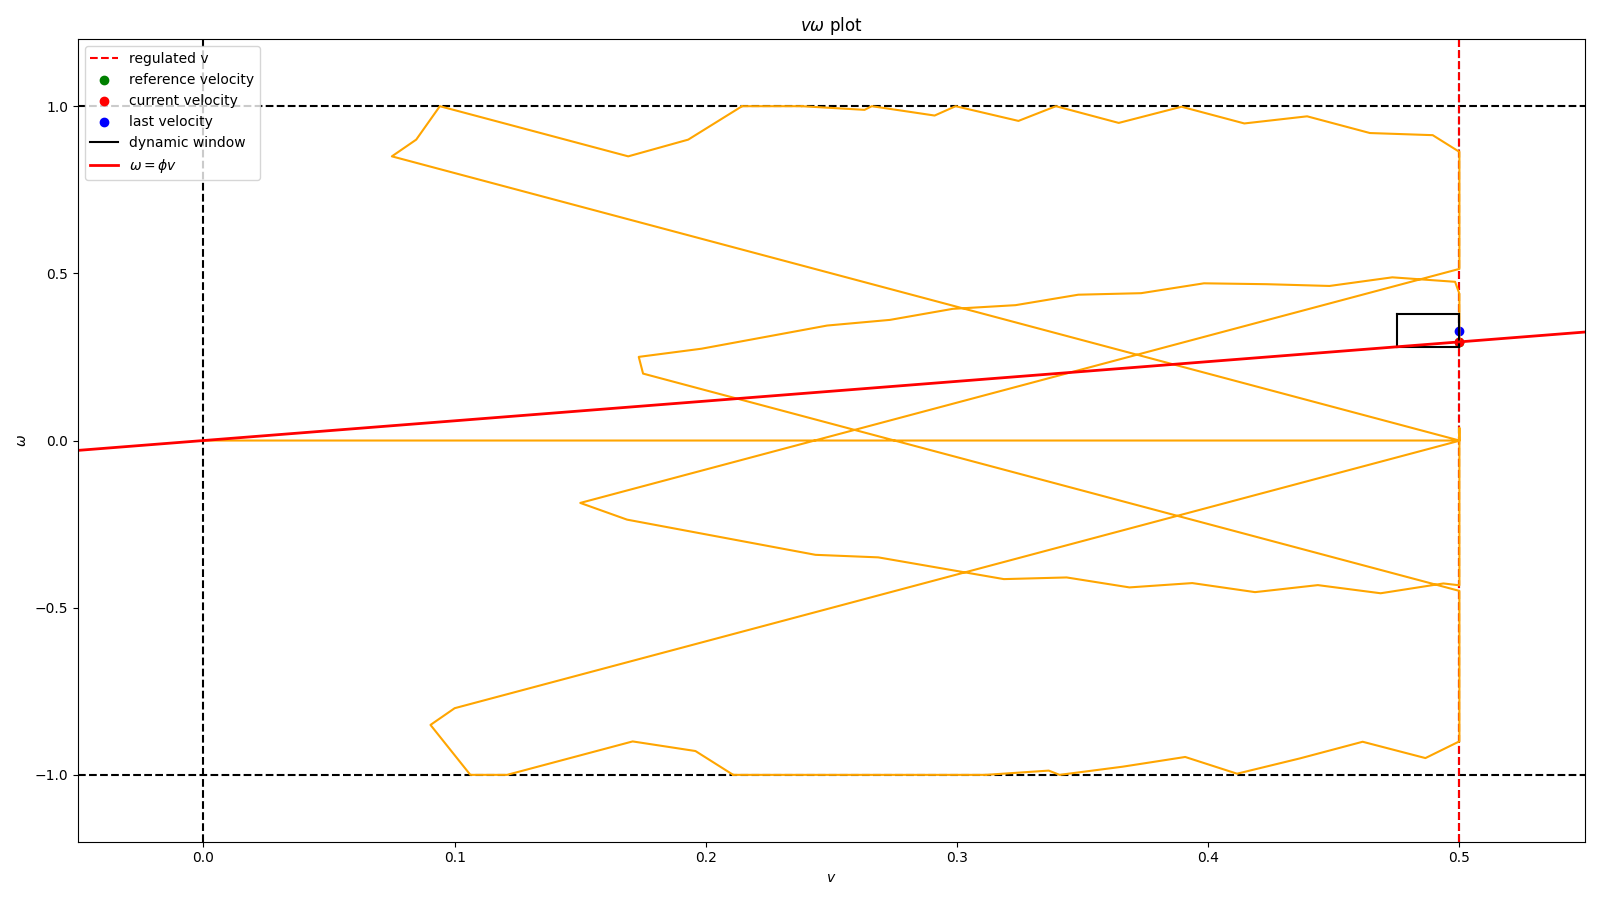 vω plot
regulated v
reference velocity
current velocity
last velocity
dynamic window
ω = ϕv
1.0
0.5
0.0
−0.5
−1.0
ω
0.0 0.1 0.2 0.3 0.4 0.5
v